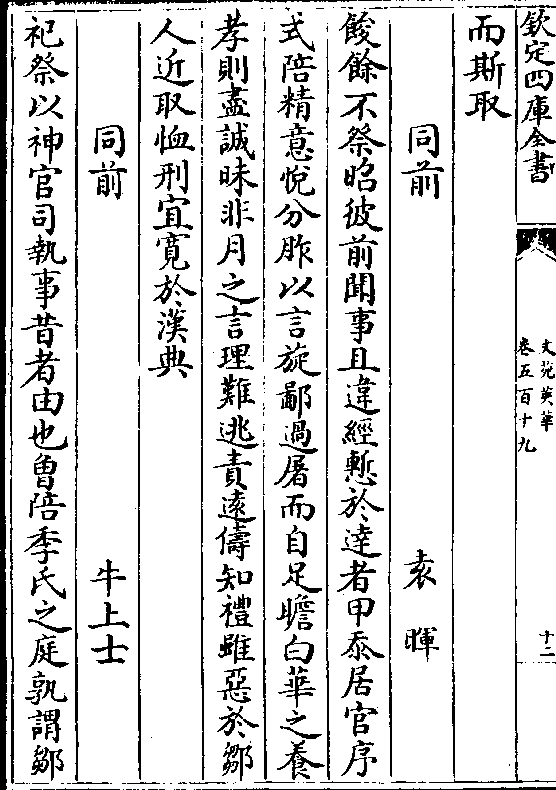 欽定四庫全書
文苑英華
卷五百十九
十二
而斯取
同前 袁暉
餕餘不祭昭彼前聞事且違經慙於達者甲忝居官序
式陪精意悅分胙以言旋鄙過屠而自足瞻白華之養
孝則盡誠昧非月之言理難逃責遠儔知禮雖惡於鄒
人近取恤刑宜寛於漢典
同前 牛上士
祀祭以神官司執事昔者由也曾陪季氏之庭孰謂鄒